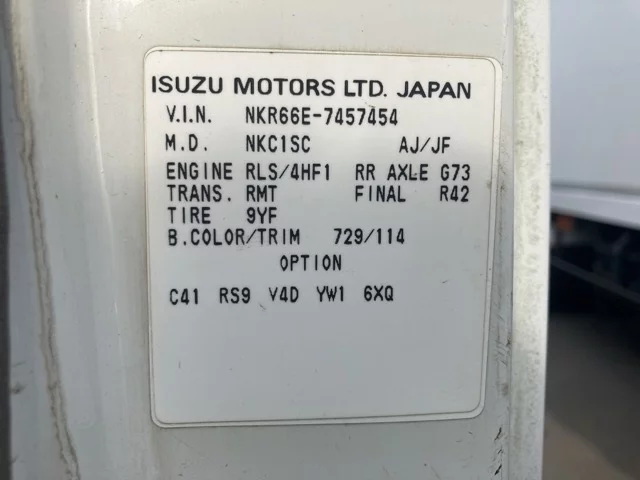 ISUZU MOTORS LTD. JAPAN
V.I.N. NKR66E-7457454
M.D. NKC1SC AJ/JF
ENGINE RLS/4HF1 RR AXLE G73
TRANS. RMT FINAL R42
TIRE 9YF
B.COLOR/TRIM 729/114
OPTION
C41 RS9 V4D YW1 6XQ